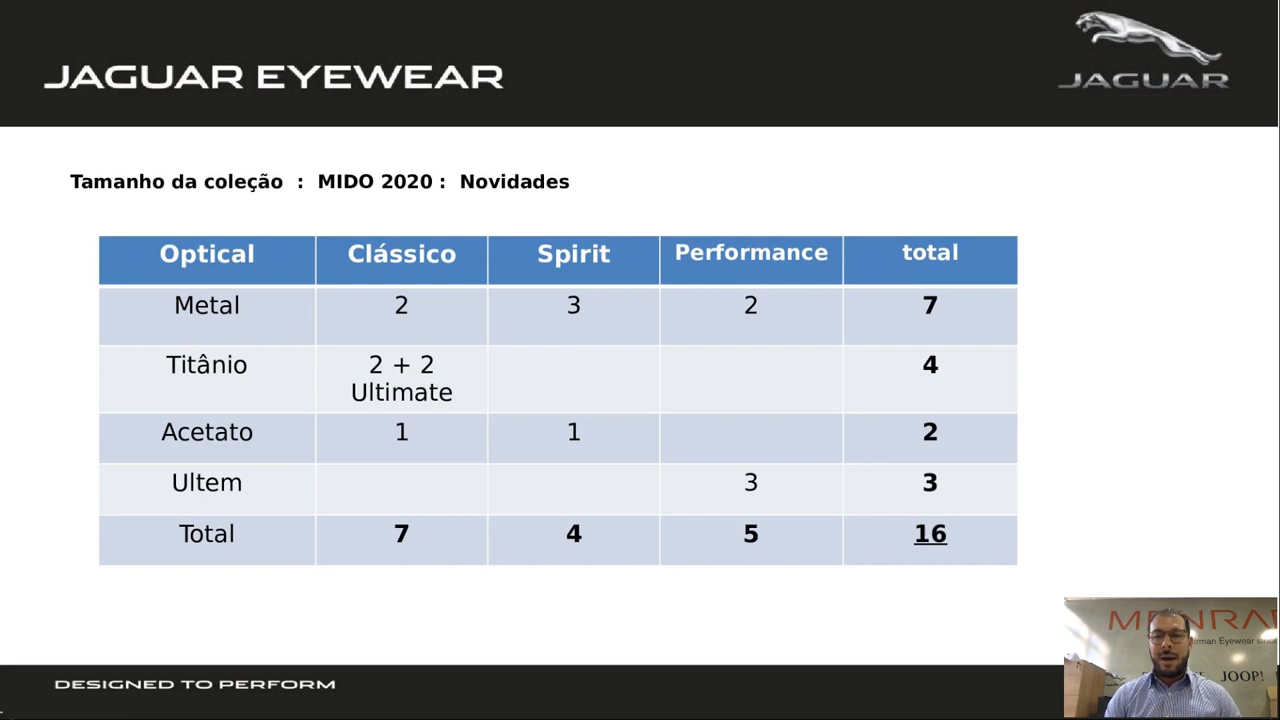 JAGUAR EYEWEAR
JAGUAR
Tamanho da coleção : MIDO 2020 : Novidades
Optical Clássico Spirit Performance total
Metal 2 3 2 7
Titânio 2 + 2 4
Ultimate
Acetato 1 1 2
Ultem 3 3
Total 7 4 5 16
DESIGNED TO PERFORM
Eyewear
JOOP!